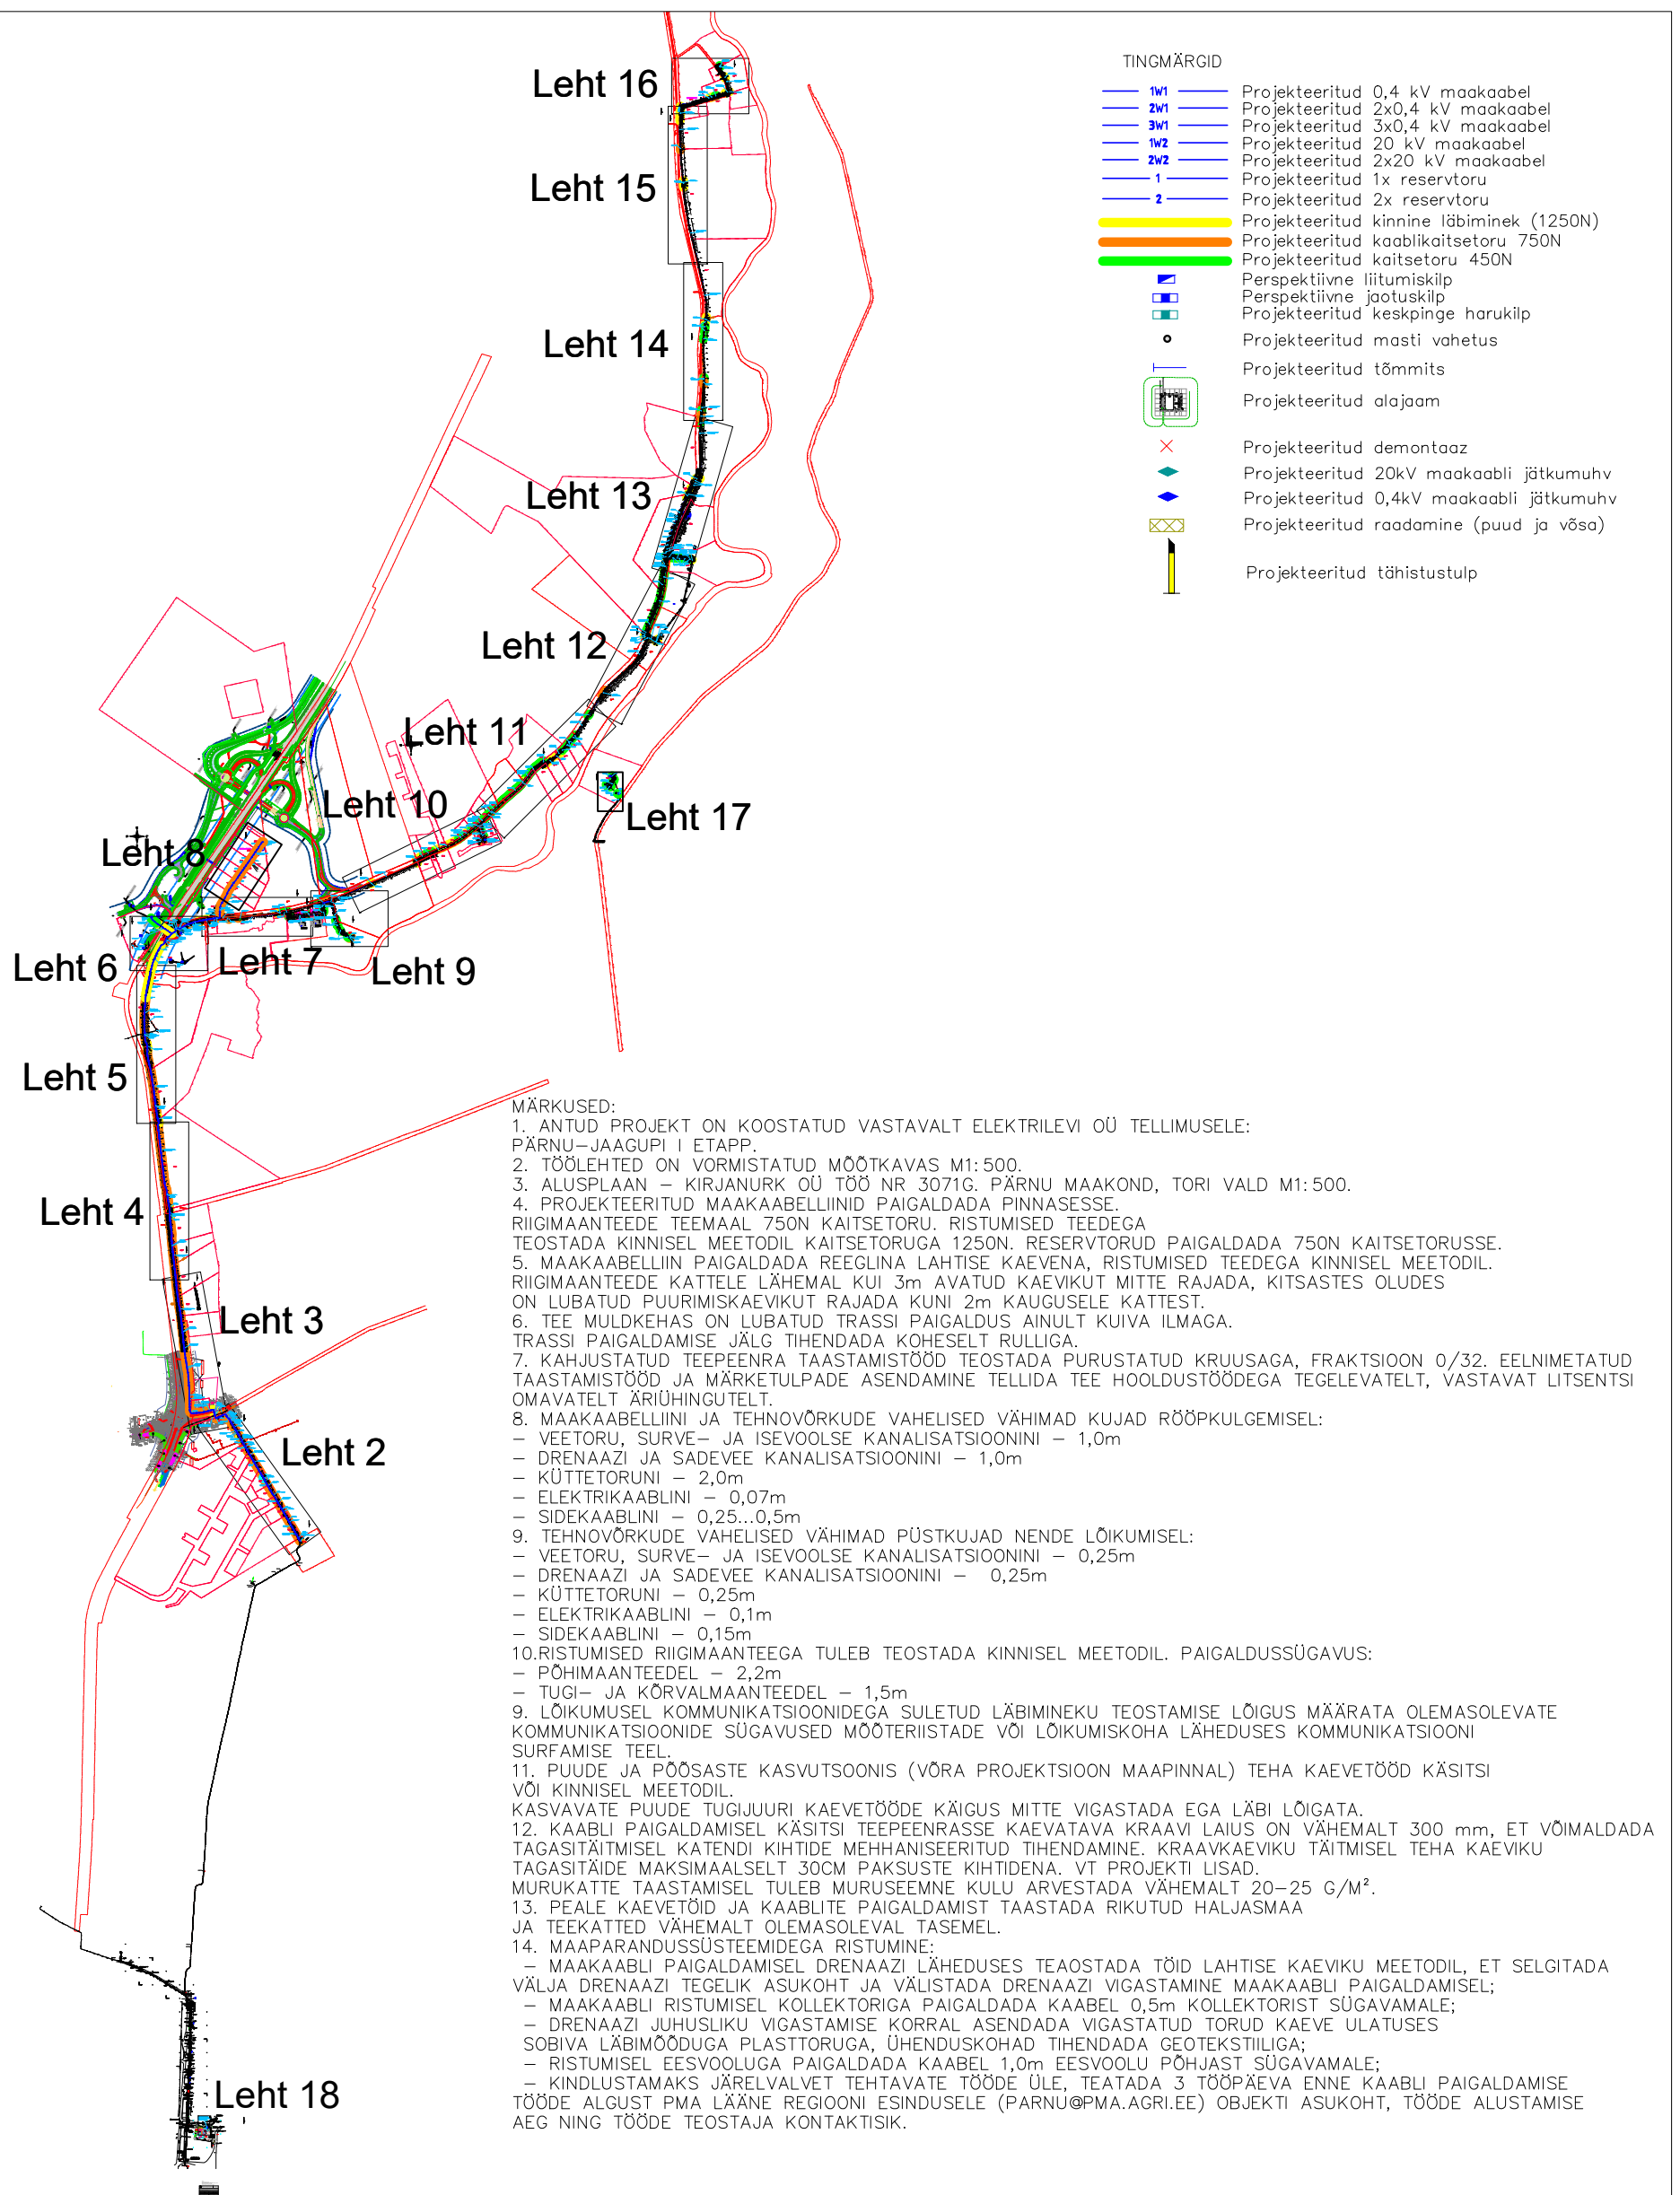 TINGMÄRGID
1W1 Projekteeritud 0,4 kV maakaabel
2W1 Projekteeritud 2x0,4 kV maakaabel
3W1 Projekteeritud 3x0,4 kV maakaabel
1W2 Projekteeritud 20 kV maakaabel
2W2 Projekteeritud 2x20 kV maakaabel
1 Projekteeritud 1x reservtoru
2 Projekteeritud 2x reservtoru
Projekteeritud kinnine läbiminek (1250N)
Projekteeritud kaablikaitsetoru 750N
Projekteeritud kaitsetoru 450N
Perspektiivne liitumiskilp
Perspektiivne jaotuskilp
Projekteeritud keskpinge harukilp
Projekteeritud masti vahetus
Projekteeritud tõmmits
Projekteeritud alajaam
Projekteeritud demontaaz
Projekteeritud 20kV maakaabli jätkumuhv
Projekteeritud 0,4kV maakaabli jätkumuhv
Projekteeritud raadamine (puud ja võsa)
Projekteeritud tähistustulp
Leht 16
Leht 15
Leht 14
Leht 13
Leht 12
Leht 11
Leht 10
Leht 17
Leht 8
Leht 6
Leht 7
Leht 9
Leht 5
Leht 4
Leht 3
Leht 2
Leht 18
MÄRKUSED:
1. ANTUD PROJEKT ON KOOSTATUD VASTAVALT ELEKTRILEVI OÜ TELLIMUSELE:
PÄRNU-JAAGUPI I ETAPP.
2. TÖÖLEHTED ON VORMISTATUD MÕÕTKAVAS M1:500.
3. ALUSPLAAN – KIRJANURK OÜ TÖÖ NR 3071G. PÄRNU MAAKOND, TORI VALD M1:500.
4. PROJEKTEERITUD MAAKAABELLIINID PAIGALDADA PINNASESSE.
RIIGIMAANTEEDE TEEMAAL 750N KAITSETORU. RISTUMISED TEEDEGA
TEOSTADA KINNISEL MEETODIL KAITSETORUGA 1250N. RESERVTORUD PAIGALDADA 750N KAITSETORUSSE.
5. MAAKAABELLIIN PAIGALDADA REEGLINA LAHTISE KAEVENA, RISTUMISED TEEDEGA KINNISEL MEETODIL.
RIIGIMAANTEEDE KATTELE LÄHEMAL KUI 3m AVATUD KAEVIKUT MITTE RAJADA, KITSASTES OLUDES
ON LUBATUD PUURIMISKAEVIKUT RAJADA KUNI 2m KAUGUSELE KATTEST.
6. TEE MULDKEHAS ON LUBATUD TRASSI PAIGALDUS AINULT KUIVA ILMAGA.
TRASSI PAIGALDAMISE JÄLG TIHENDADA KOHESELT RULLIGA.
7. KAHJUSTATUD TEEPEENRA TAASTAMISTÖÖD TEOSTADA PURUSTATUD KRUUSAGA, FRAKTSIOON 0/32. EELNIMETATUD
TAASTAMISTÖÖD JA MÄRKETULPADE ASENDAMINE TELLIDA TEE HOOLDUSTÖÖDEGA TEGELEVATELT, VASTAVAT LITSENTSI
OMAVATELT ÄRIÜHINGUTELT.
8. MAAKAABELLIINI JA TEHNOVÕRKUDE VAHELISED VÄHIMAD KUJAD RÖÖPKULGEMISEL:
– VEETORU, SURVE– JA ISEVOOLSE KANALISATSIOONINI – 1,0m
– DRENAAZI JA SADEVEE KANALISATSIOONINI – 1,0m
– KÜTTETORUNI – 2,0m
– ELEKTRIKAABLINI – 0,07m
– SIDEKAABLINI – 0,25...0,5m
9. TEHNOVÕRKUDE VAHELISED VÄHIMAD PÜSTKUJAD NENDE LÕIKUMISEL:
– VEETORU, SURVE– JA ISEVOOLSE KANALISATSIOONINI – 0,25m
– DRENAAZI JA SADEVEE KANALISATSIOONINI – 0,25m
– KÜTTETORUNI – 0,25m
– ELEKTRIKAABLINI – 0,1m
– SIDEKAABLINI – 0,15m
10.RISTUMISED RIIGIMAANTEEGA TULEB TEOSTADA KINNISEL MEETODIL. PAIGALDUSSÜGAVUS:
– PÕHIMAANTEEDEL – 2,2m
– TUGI– JA KÕRVALMAANTEEDEL – 1,5m
9. LÕIKUMUSEL KOMMUNIKATSIOONIDEGA SULETUD LÄBIMINEKU TEOSTAMISE LÕIGUS MÄÄRATA OLEMASOLEVATE
KOMMUNIKATSIOONIDE SÜGAVUSED MÕÕTERIISTADE VÕI LÕIKUMISKOHA LÄHEDUSES KOMMUNIKATSIOONI
SURFAMISE TEEL.
11. PUUDE JA PÕÕSASTE KASVUTSOONIS (VÕRA PROJEKTSIOON MAAPINNAL) TEHA KAEVETÖÖD KÄSITSI
VÕI KINNISEL MEETODIL.
KASVAVATE PUUDE TUGIJUURI KAEVETÖÖDE KÄIGUS MITTE VIGASTADA EGA LÄBI LÕIGATA.
12. KAABLI PAIGALDAMISEL KÄSITSI TEEPEENRASSE KAEVATAVA KRAAVI LAIUS ON VÄHEMALT 300 mm, ET VÕIMALDADA
TAGASITÄITMISEL KATENDI KIHTIDE MEHHANISEERITUD TIHENDAMINE. KRAAVKAEVIKU TÄITMISEL TEHA KAEVIKU
TAGASITÄIDE MAKSIMAALSELT 30CM PAKSUSTE KIHTIDENA. VT PROJEKTI LISAD.
MURUKATTE TAASTAMISEL TULEB MURUSEEMNE KULU ARVESTADA VÄHEMALT 20–25 G/M².
13. PEALE KAEVETÖID JA KAABLITE PAIGALDAMIST TAASTADA RIKUTUD HALJASMAA
JA TEEKATTED VÄHEMALT OLEMASOLEVAL TASEMEL.
14. MAAPARANDUSSÜSTEEMIDEGA RISTUMINE:
– MAAKAABLI PAIGALDAMISEL DRENAAZI LÄHEDUSES TEAOSTADA TÖID LAHTISE KAEVIKU MEETODIL, ET SELGITADA
VÄLJA DRENAAZI TEGELIK ASUKOHT JA VÄLISTADA DRENAAZI VIGASTAMINE MAAKAABLI PAIGALDAMISEL;
– MAAKAABLI RISTUMISEL KOLLEKTORIGA PAIGALDADA KAABEL 0,5m KOLLEKTORIST SÜGAVAMALE;
– DRENAAZI JUHUSLIKU VIGASTAMISE KORRAL ASENDADA VIGASTATUD TORUD KAEVE ULATUSES
SOBIVA LÄBIMÕÕDUGA PLASTTORUGA, ÜHENDUSKOHAD TIHENDADA GEOTEKSTIILIGA;
– RISTUMISEL EESVOOLUGA PAIGALDADA KAABEL 1,0m EESVOOLU PÕHJAST SÜGAVAMALE;
– KINDLUSTAMAKS JÄRELVALVET TEHTAVATE TÖÖDE ÜLE, TEATADA 3 TÖÖPÄEVA ENNE KAABLI PAIGALDAMISE
TÖÖDE ALGUST PMA LÄÄNE REGIOONI ESINDUSELE (PARNU@PMA.AGRI.EE) OBJEKTI ASUKOHT, TÖÖDE ALUSTAMISE
AEG NING TÖÖDE TEOSTAJA KONTAKTISIK.